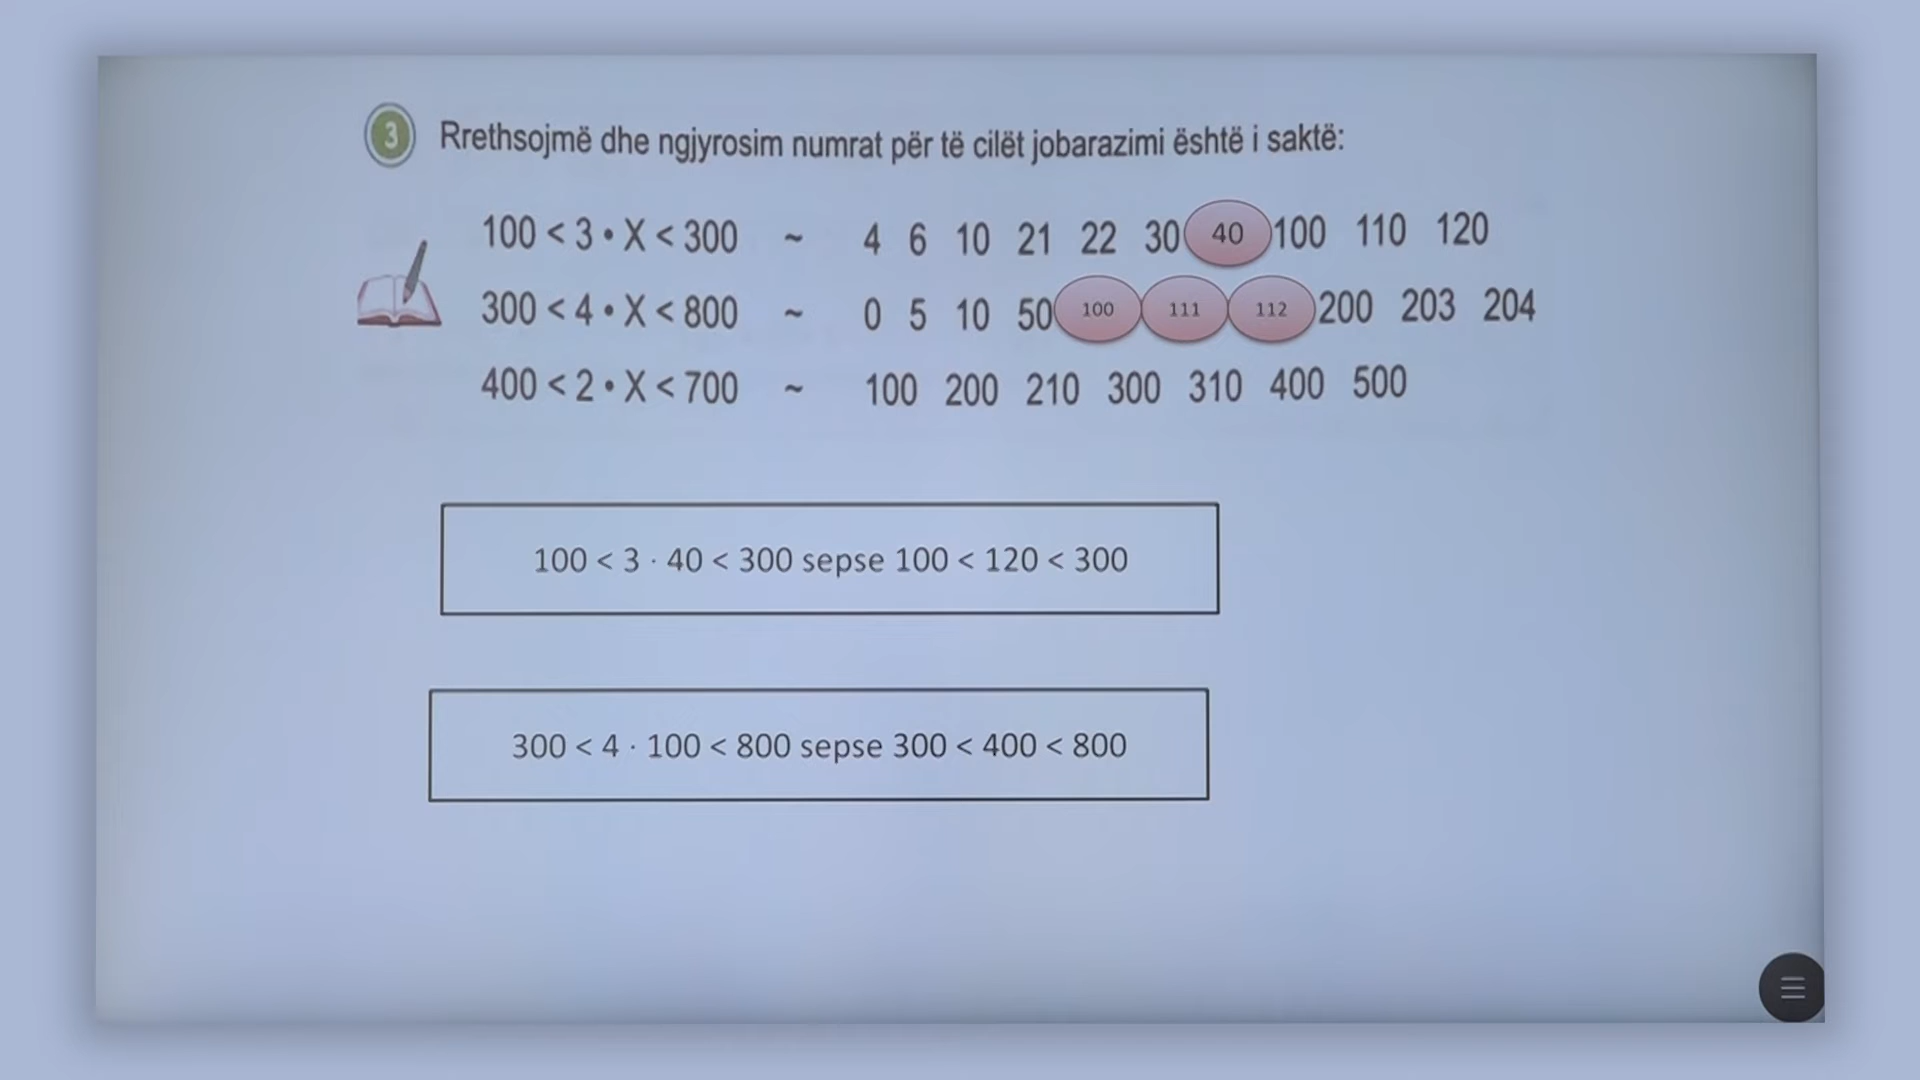 3 Rrethsojmë dhe ngjyrosim numrat për të cilët jobarazimi është i saktë:
100 < 3 • X < 300 ~ 4 6 10 21 22 30 40 100 110 120
300 < 4 • X < 800 ~ 0 5 10 50 100 111 112 200 203 204
400 < 2 • X < 700 ~ 100 200 210 300 310 400 500
100 < 3 · 40 < 300 sepse 100 < 120 < 300
300 < 4 · 100 < 800 sepse 300 < 400 < 800